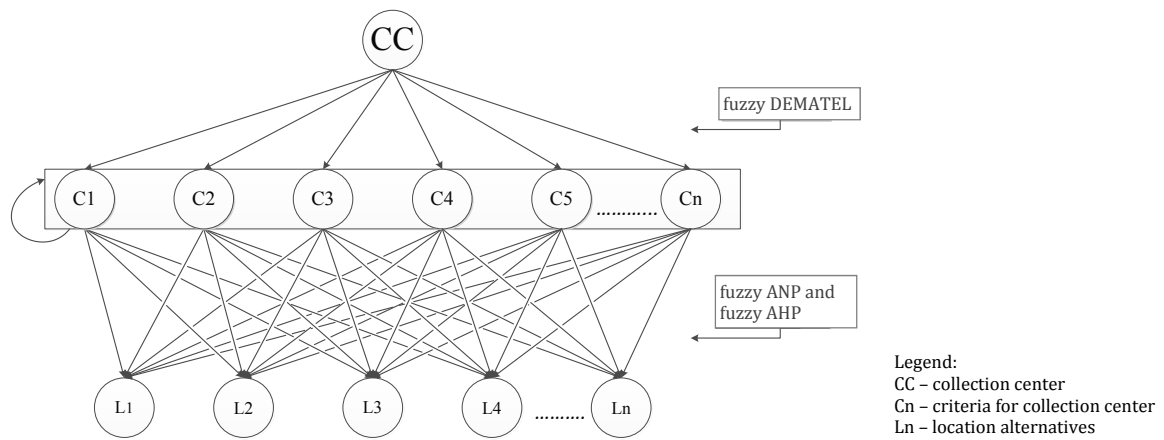 CC
fuzzy DEMATEL
C1 C2 C3 C4 C5 ............ Cn
fuzzy ANP and
fuzzy AHP
L1 L2 L3 L4 .......... Ln
Legend:
CC – collection center
Cn – criteria for collection center
Ln – location alternatives